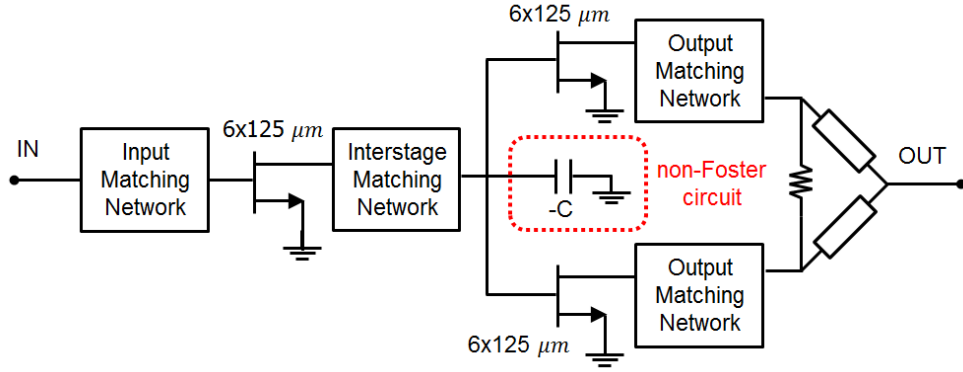 6x125 μm
Output
Matching
Network
IN
Input
Matching
Network
6x125 μm
Interstage
Matching
Network
-C
non-Foster
circuit
OUT
Output
Matching
Network
6x125 μm